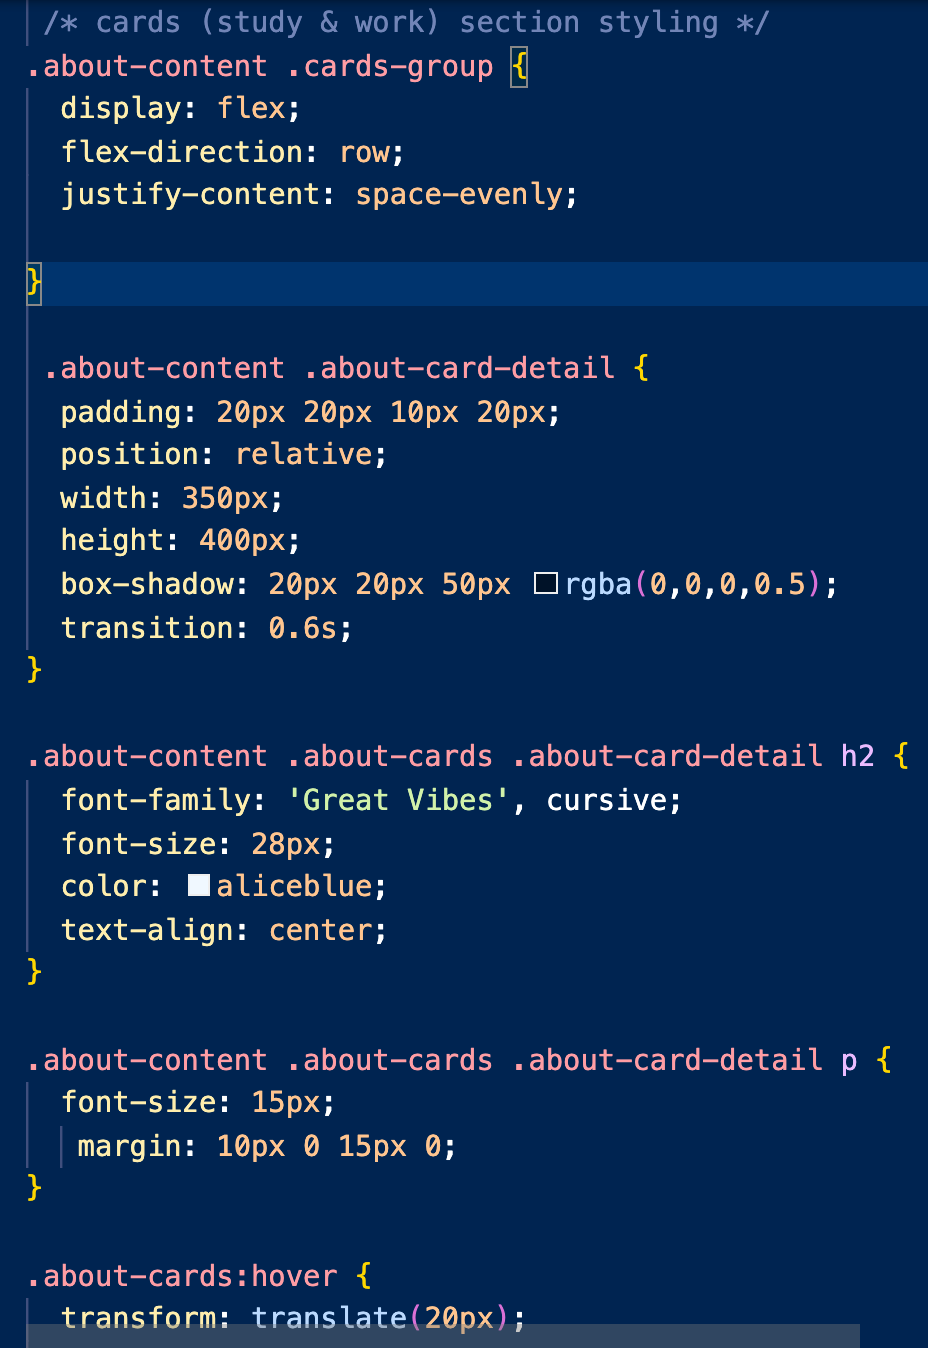 /* cards (study & work) section styling */
.about-content .cards-group {
display: flex;
flex-direction: row;
justify-content: space-evenly;
}
.about-content .about-card-detail {
padding: 20px 20px 10px 20px;
position: relative;
width: 350px;
height: 400px;
box-shadow: 20px 20px 50px rgba(0,0,0,0.5);
transition: 0.6s;
}
.about-content .about-cards .about-card-detail h2 {
font-family: 'Great Vibes', cursive;
font-size: 28px;
color: aliceblue;
text-align: center;
}
.about-content .about-cards .about-card-detail p {
font-size: 15px;
margin: 10px 0 15px 0;
}
.about-cards:hover {
transform: translate(20px);